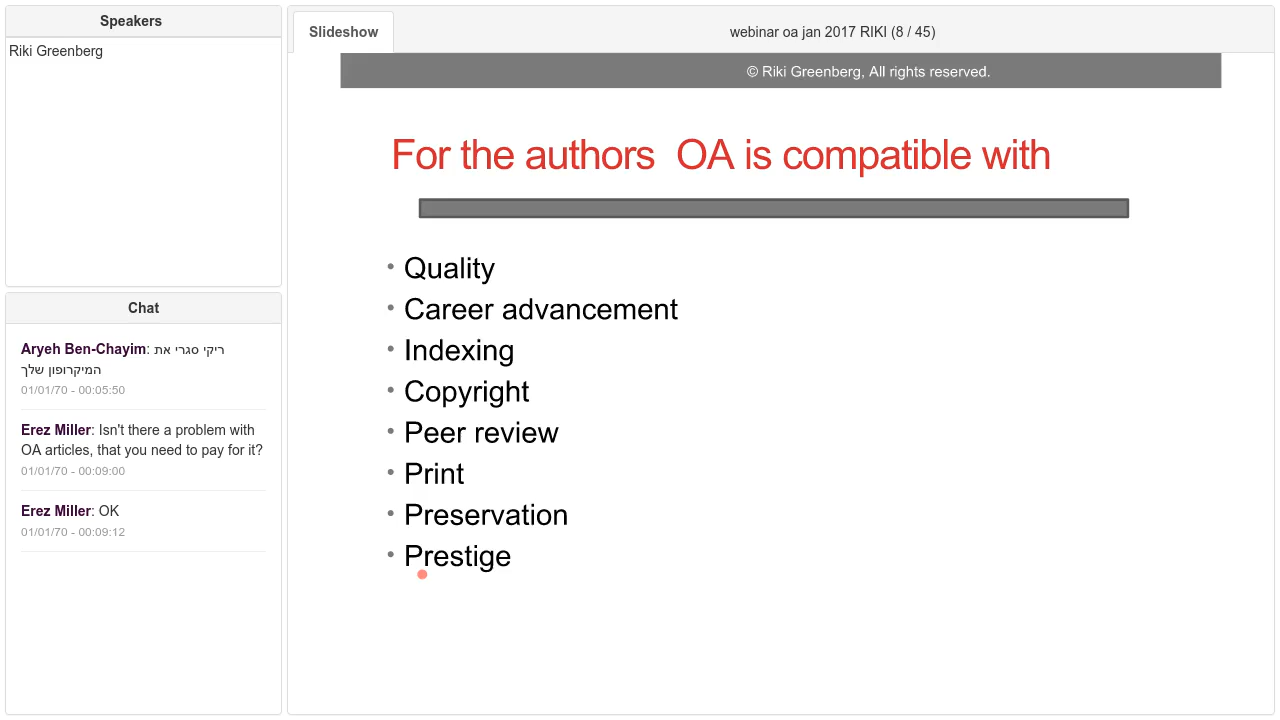 Speakers
Riki Greenberg
Chat
Aryeh Ben-Chayim: ריקי סגרי את
המיקרופון שלך
01/01/70 - 00:05:50
Erez Miller: Isn't there a problem with
OA articles, that you need to pay for it?
01/01/70 - 00:09:00
Erez Miller: OK
01/01/70 - 00:09:12
Slideshow
webinar oa jan 2017 RIKI (8 / 45)
© Riki Greenberg, All rights reserved.
For the authors  OA is compatible with
• Quality
• Career advancement
• Indexing
• Copyright
• Peer review
• Print
• Preservation
• Prestige